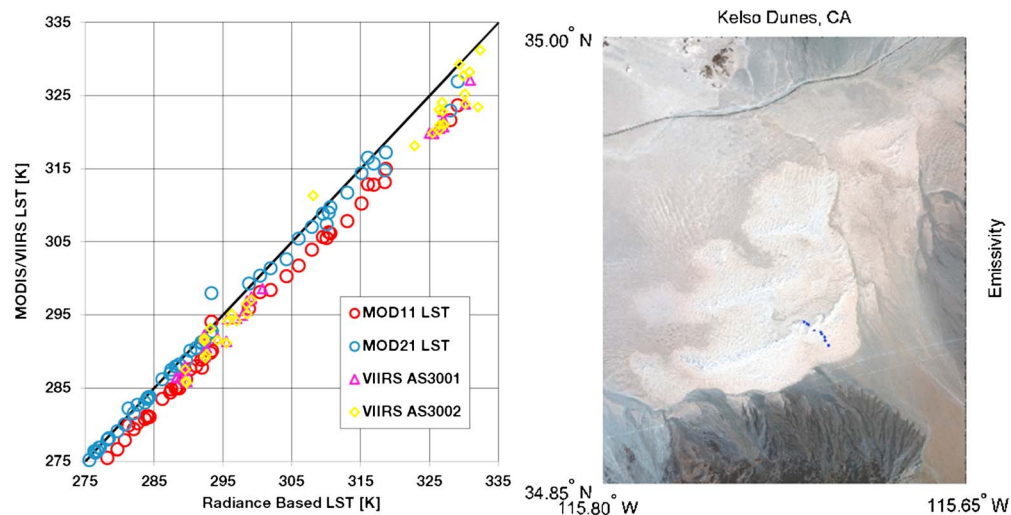 335
325
315
305
295
285
275
275
285
295
305
315
325
335
MODIS/VIIRS LST [K]
Radiance Based LST [K]
MOD11 LST
MOD21 LST
VIIRS AS3001
VIIRS AS3002
Kelso Dunes, CA
35.00° N
34.85° N
115.80° W
115.65° W
Emissivity